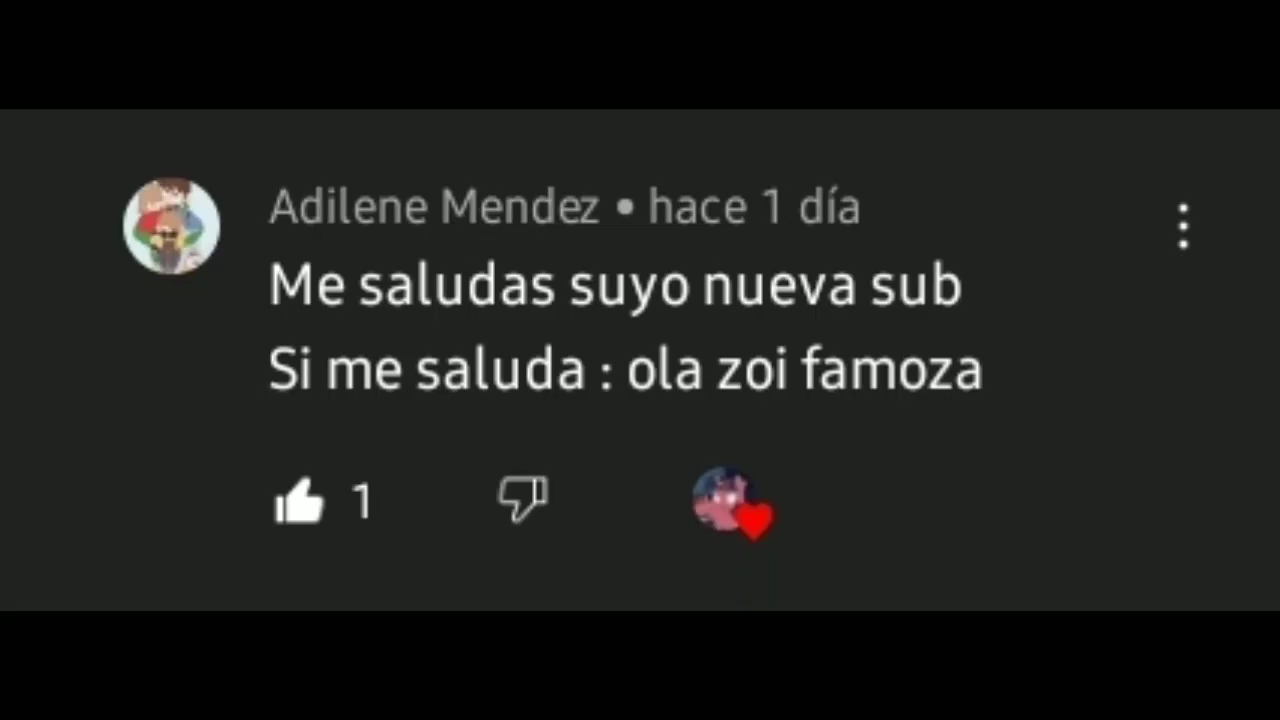 Adilene Mendez • hace 1 día
Me saludas suyo nueva sub
Si me saluda : ola zoi famoza
1